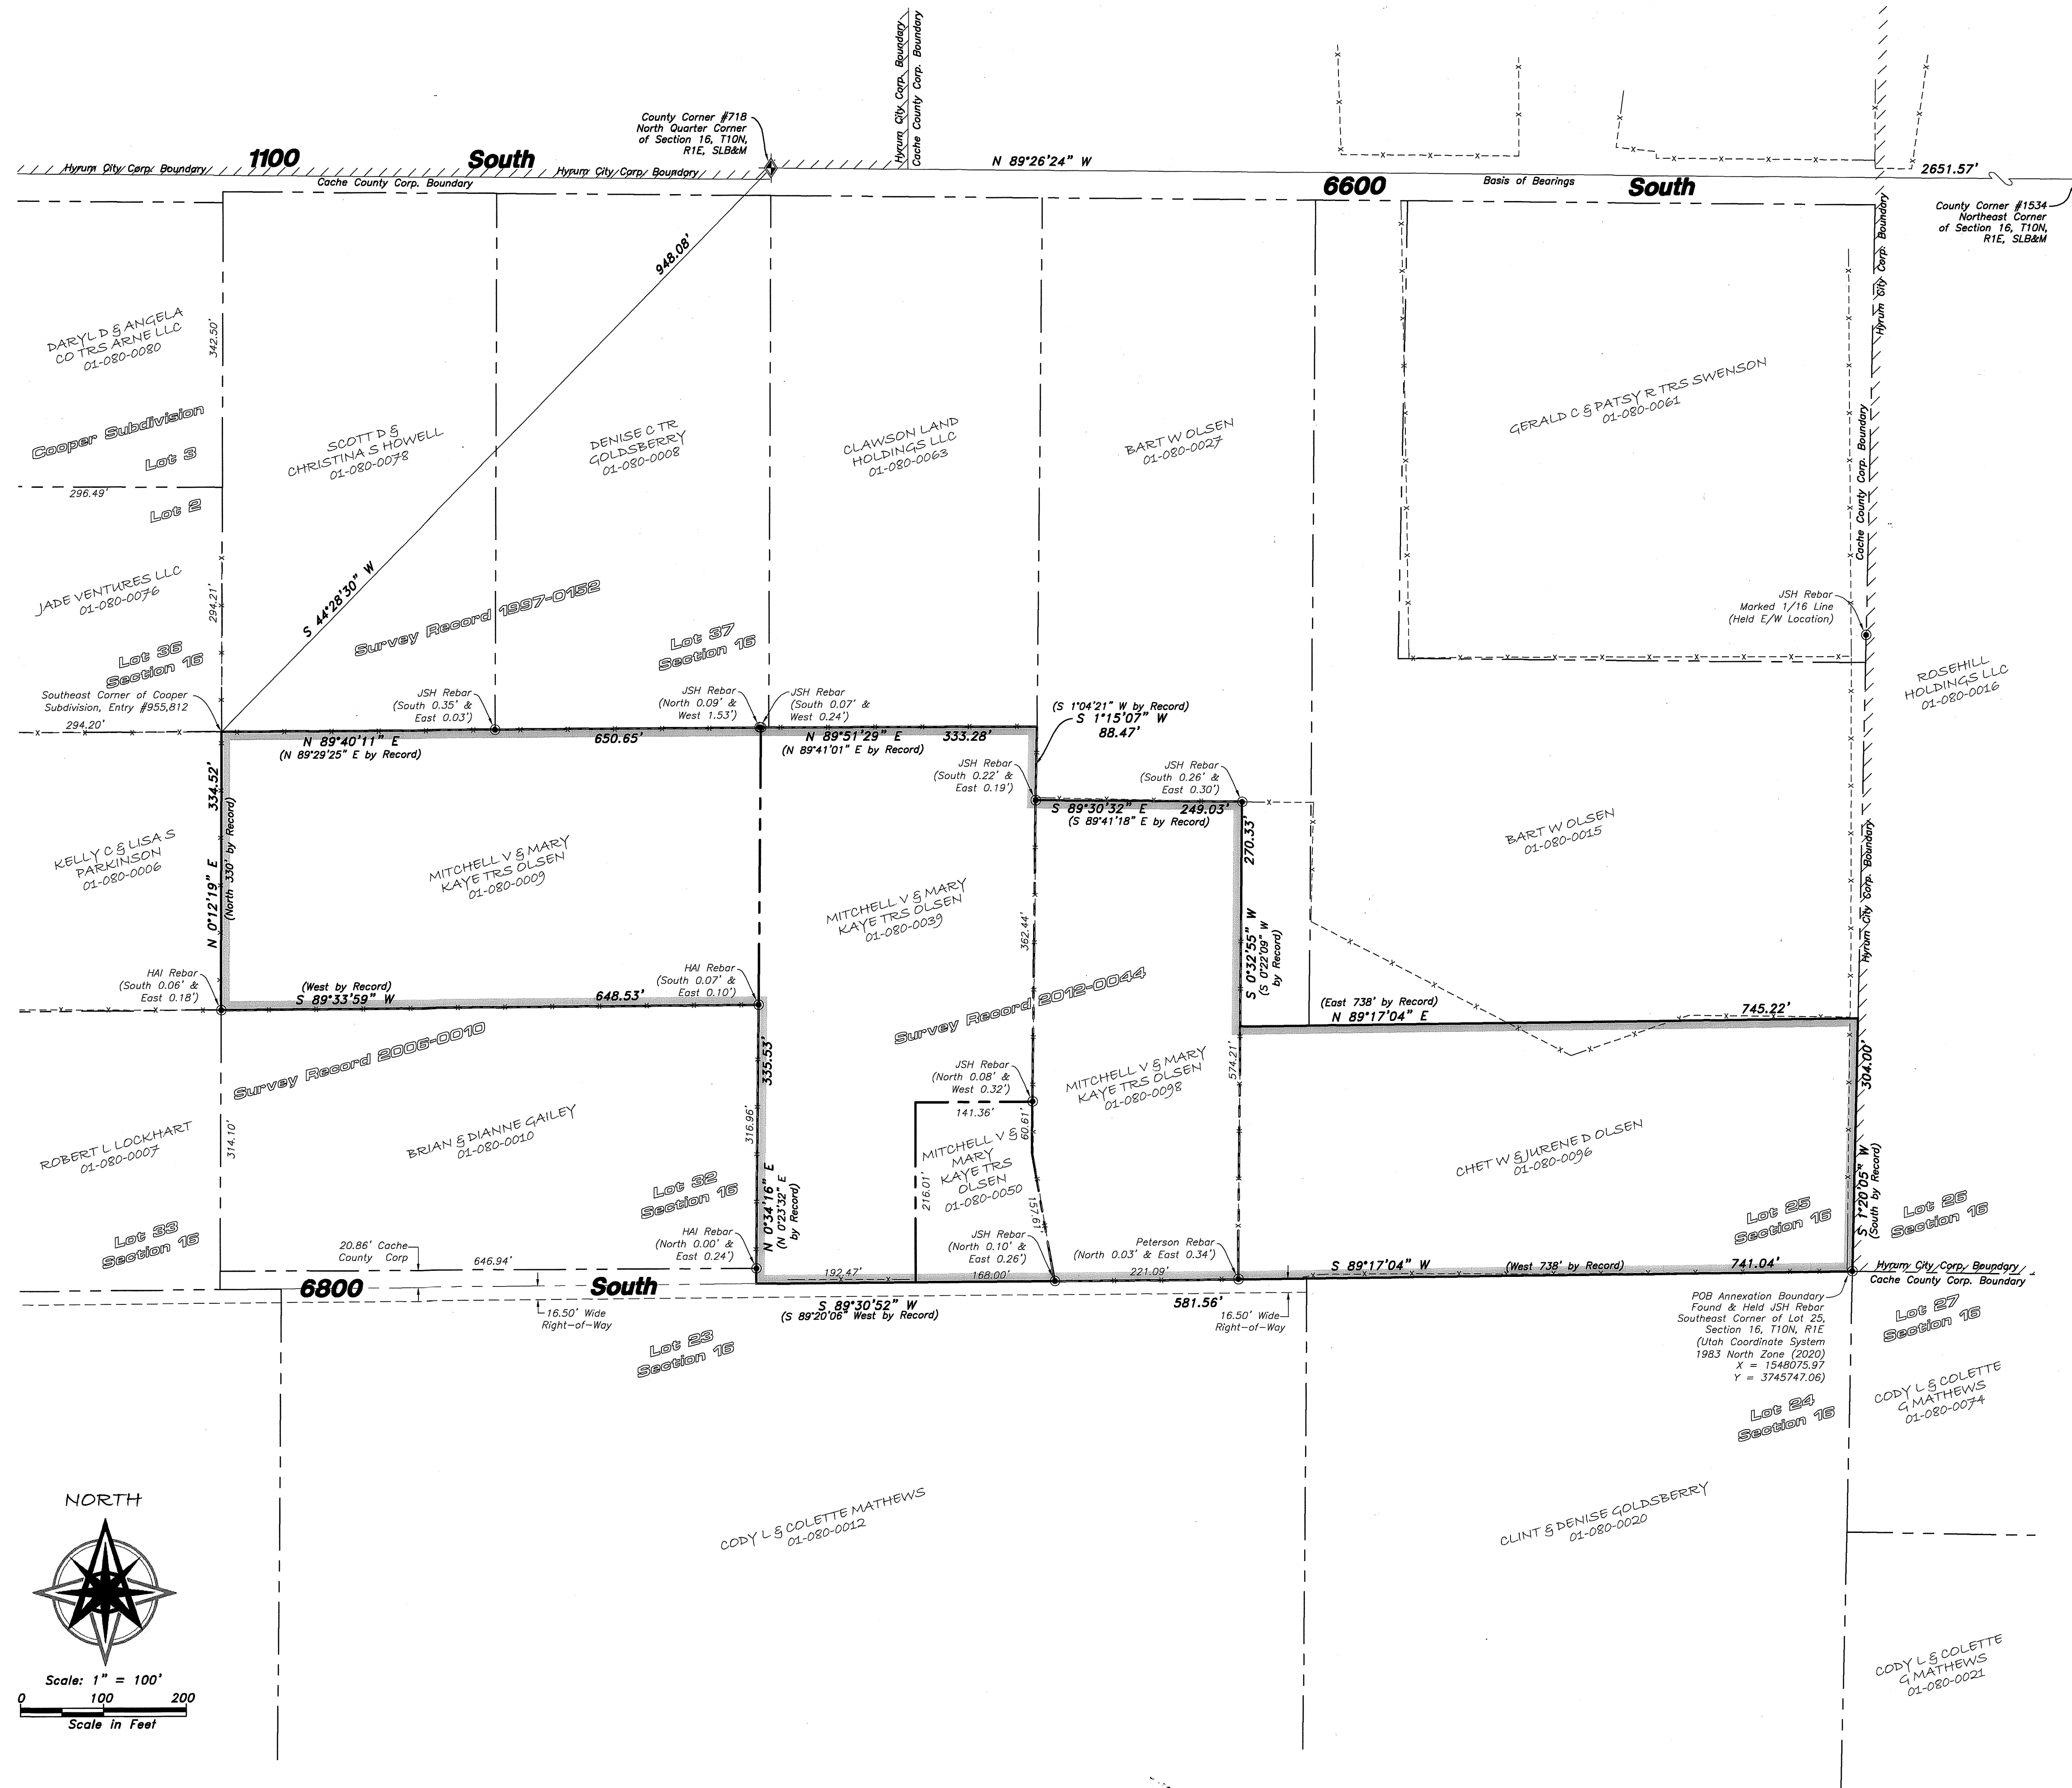 Hyrum City Corp. Boundary
Cache County Corp. Boundary
County Corner #718
North Quarter Corner
of Section 16, T10N,
R1E, SLB&M
1100 South
Hyrum City Corp. Boundary
Hyrum City Corp. Boundary
Cache County Corp. Boundary
N 89°26'24" W
6600 South
Basis of Bearings
2651.57'
County Corner #1534
Northeast Corner
of Section 16, T10N,
R1E, SLB&M
Hyrum City Corp. Boundary
Cache County Corp. Boundary
948.08'
S 44°28'30" W
DARYL D & ANGELA
CO TRS ARNE LLC
01-080-0080
342.50'
Cooper Subdivision
Lot 3
296.49'
Lot 2
JADE VENTURES LLC
01-080-0076
294.21'
Lot 36
Section 16
Southeast Corner of Cooper
Subdivision, Entry #955,812
294.20'
SCOTT D &
CHRISTINA S HOWELL
01-080-0078
DENISE C TR
GOLDSBERRY
01-080-0008
CLAWSON LAND
HOLDINGS LLC
01-080-0063
BART W OLSEN
01-080-0027
GERALD C & PATSY R TRS SWENSON
01-080-0061
Survey Record 1997-0152
Lot 37
Section 16
JSH Rebar
Marked 1/16 Line
(Held E/W Location)
ROSEHILL
HOLDINGS LLC
01-080-0016
JSH Rebar
(South 0.35' &
East 0.03')
JSH Rebar
(North 0.09' &
West 1.53')
JSH Rebar
(South 0.07' &
West 0.24')
N 89°40'11" E
650.65'
(N 89°29'25" E by Record)
N 89°51'29" E
333.28'
(N 89°41'01" E by Record)
(S 1°04'21" W by Record)
S 1°15'07" W
88.47'
JSH Rebar
(South 0.22' &
East 0.19')
JSH Rebar
(South 0.26' &
East 0.30')
S 89°30'32" E
249.03'
(S 89°41'18" E by Record)
334.52'
N 0°12'19" E
(North 330' by Record)
KELLY C & LISA S
PARKINSON
01-080-0006
MITCHELL V & MARY
KAYE TRS OLSEN
01-080-0009
MITCHELL V & MARY
KAYE TRS OLSEN
01-080-0039
362.44'
270.33'
S 0°32'55" W
(S 0°22'09" W
by Record)
BART W OLSEN
01-080-0015
Hyrum City Corp. Boundary
HAI Rebar
(South 0.06' &
East 0.18')
(West by Record)
S 89°33'59" W
648.53'
HAI Rebar
(South 0.07' &
East 0.10')
Survey Record 2012-0044
(East 738' by Record)
N 89°17'04" E
745.22'
Survey Record 2006-0010
335.53'
316.96'
N 0°34'16" E
(N 0°23'32" E
by Record)
JSH Rebar
(North 0.08' &
West 0.32')
MITCHELL V & MARY
KAYE TRS OLSEN
01-080-0098
574.21'
304.00'
S 1°20'05" W
(South by Record)
141.36'
60.61'
216.01'
MITCHELL V &
MARY
KAYE TRS
OLSEN
01-080-0050
157.61'
ROBERT L LOCKHART
01-080-0007
314.10'
BRIAN & DIANNE GAILEY
01-080-0010
CHET W & JURENE D OLSEN
01-080-0096
Lot 33
Section 16
Lot 32
Section 16
Lot 25
Section 16
Lot 26
Section 16
20.86' Cache
County Corp
646.94'
HAI Rebar
(North 0.00' &
East 0.24')
JSH Rebar
(North 0.10' &
East 0.26')
Peterson Rebar
(North 0.03' & East 0.34')
192.47'
168.00'
221.09'
S 89°17'04" W
(West 738' by Record)
741.04'
Hyrum City Corp. Boundary
Cache County Corp. Boundary
6800 South
16.50' Wide
Right-of-Way
S 89°30'52" W
(S 89°20'06" West by Record)
581.56'
16.50' Wide
Right-of-Way
POB Annexation Boundary
Found & Held JSH Rebar
Southeast Corner of Lot 25,
Section 16, T10N, R1E
(Utah Coordinate System
1983 North Zone (2020)
X = 1548075.97
Y = 3745747.06)
Lot 27
Section 16
Lot 23
Section 16
Lot 24
Section 16
CODY L & COLETTE
G MATHEWS
01-080-0074
CODY L & COLETTE MATHEWS
01-080-0012
CLINT & DENISE GOLDSBERRY
01-080-0020
CODY L & COLETTE
G MATHEWS
01-080-0021
NORTH
Scale: 1" = 100'
0 100 200
Scale in Feet